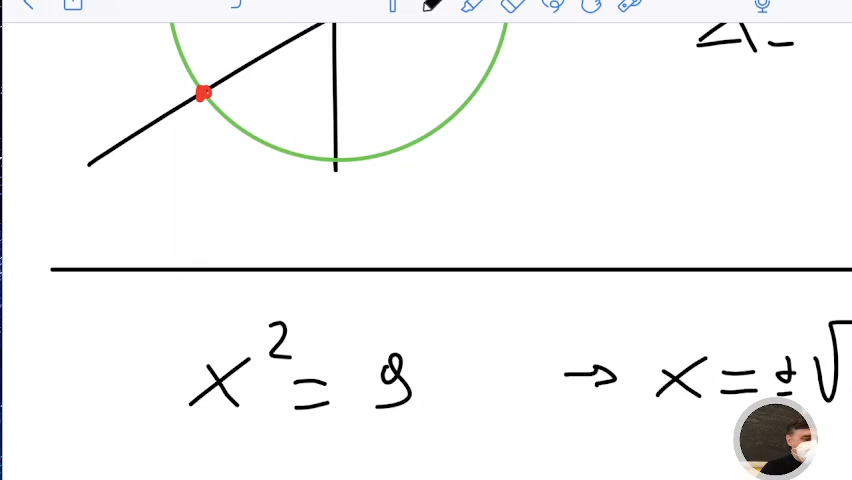 x² = 9 → x = ±√